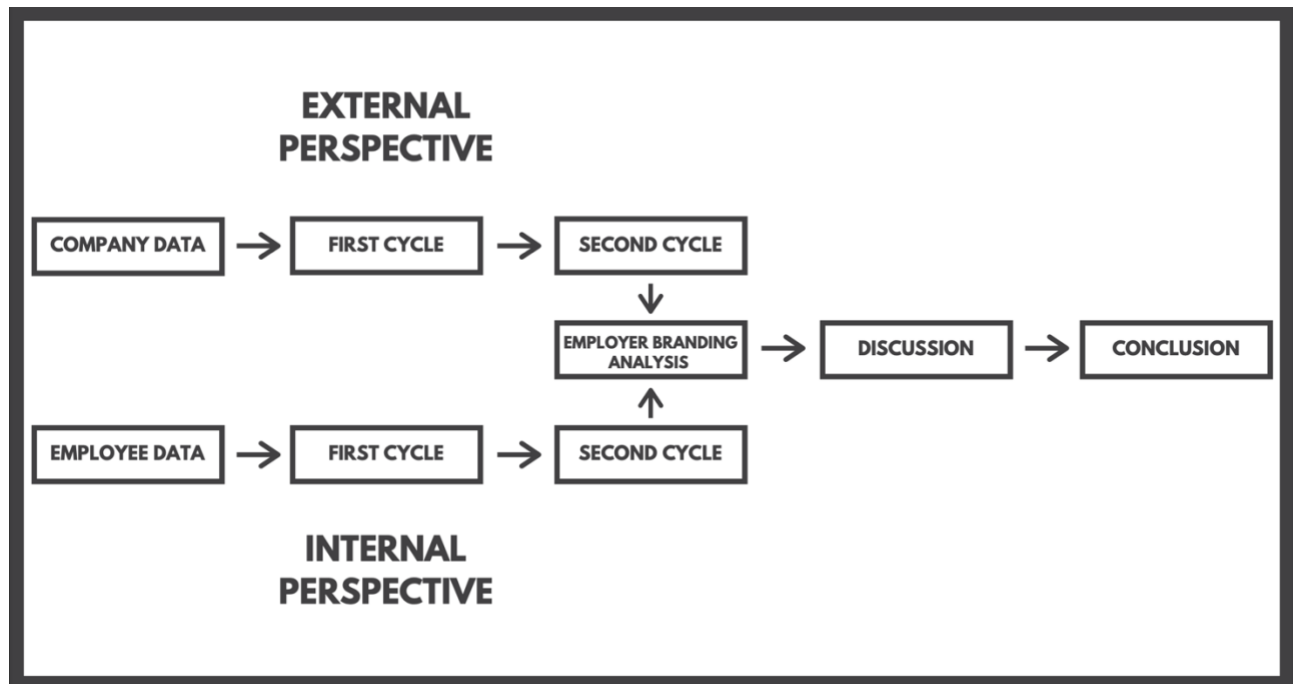 EXTERNAL
PERSPECTIVE
COMPANY DATA
FIRST CYCLE
SECOND CYCLE
EMPLOYER BRANDING
ANALYSIS
DISCUSSION
CONCLUSION
EMPLOYEE DATA
FIRST CYCLE
SECOND CYCLE
INTERNAL
PERSPECTIVE